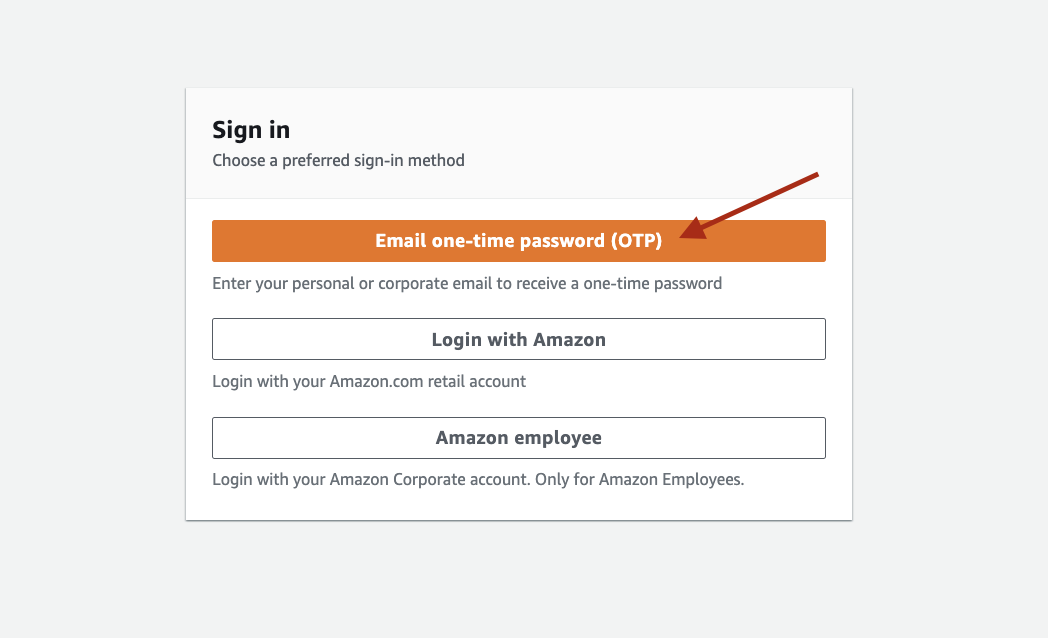 Sign in
Choose a preferred sign-in method
Email one-time password (OTP)
Enter your personal or corporate email to receive a one-time password
Login with Amazon
Login with your Amazon.com retail account
Amazon employee
Login with your Amazon Corporate account. Only for Amazon Employees.